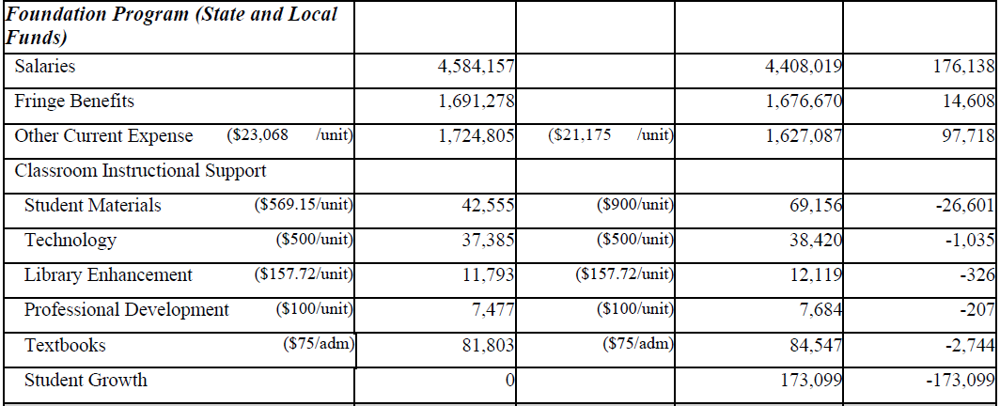 Foundation Program (State and Local
Funds)
Salaries 4,584,157 4,408,019 176,138
Fringe Benefits 1,691,278 1,676,670 14,608
Other Current Expense ($23,068 /unit) 1,724,805 ($21,175 /unit) 1,627,087 97,718
Classroom Instructional Support
Student Materials ($569.15/unit) 42,555 ($900/unit) 69,156 -26,601
Technology ($500/unit) 37,385 ($500/unit) 38,420 -1,035
Library Enhancement ($157.72/unit) 11,793 ($157.72/unit) 12,119 -326
Professional Development ($100/unit) 7,477 ($100/unit) 7,684 -207
Textbooks ($75/adm) 81,803 ($75/adm) 84,547 -2,744
Student Growth 0 173,099 -173,099